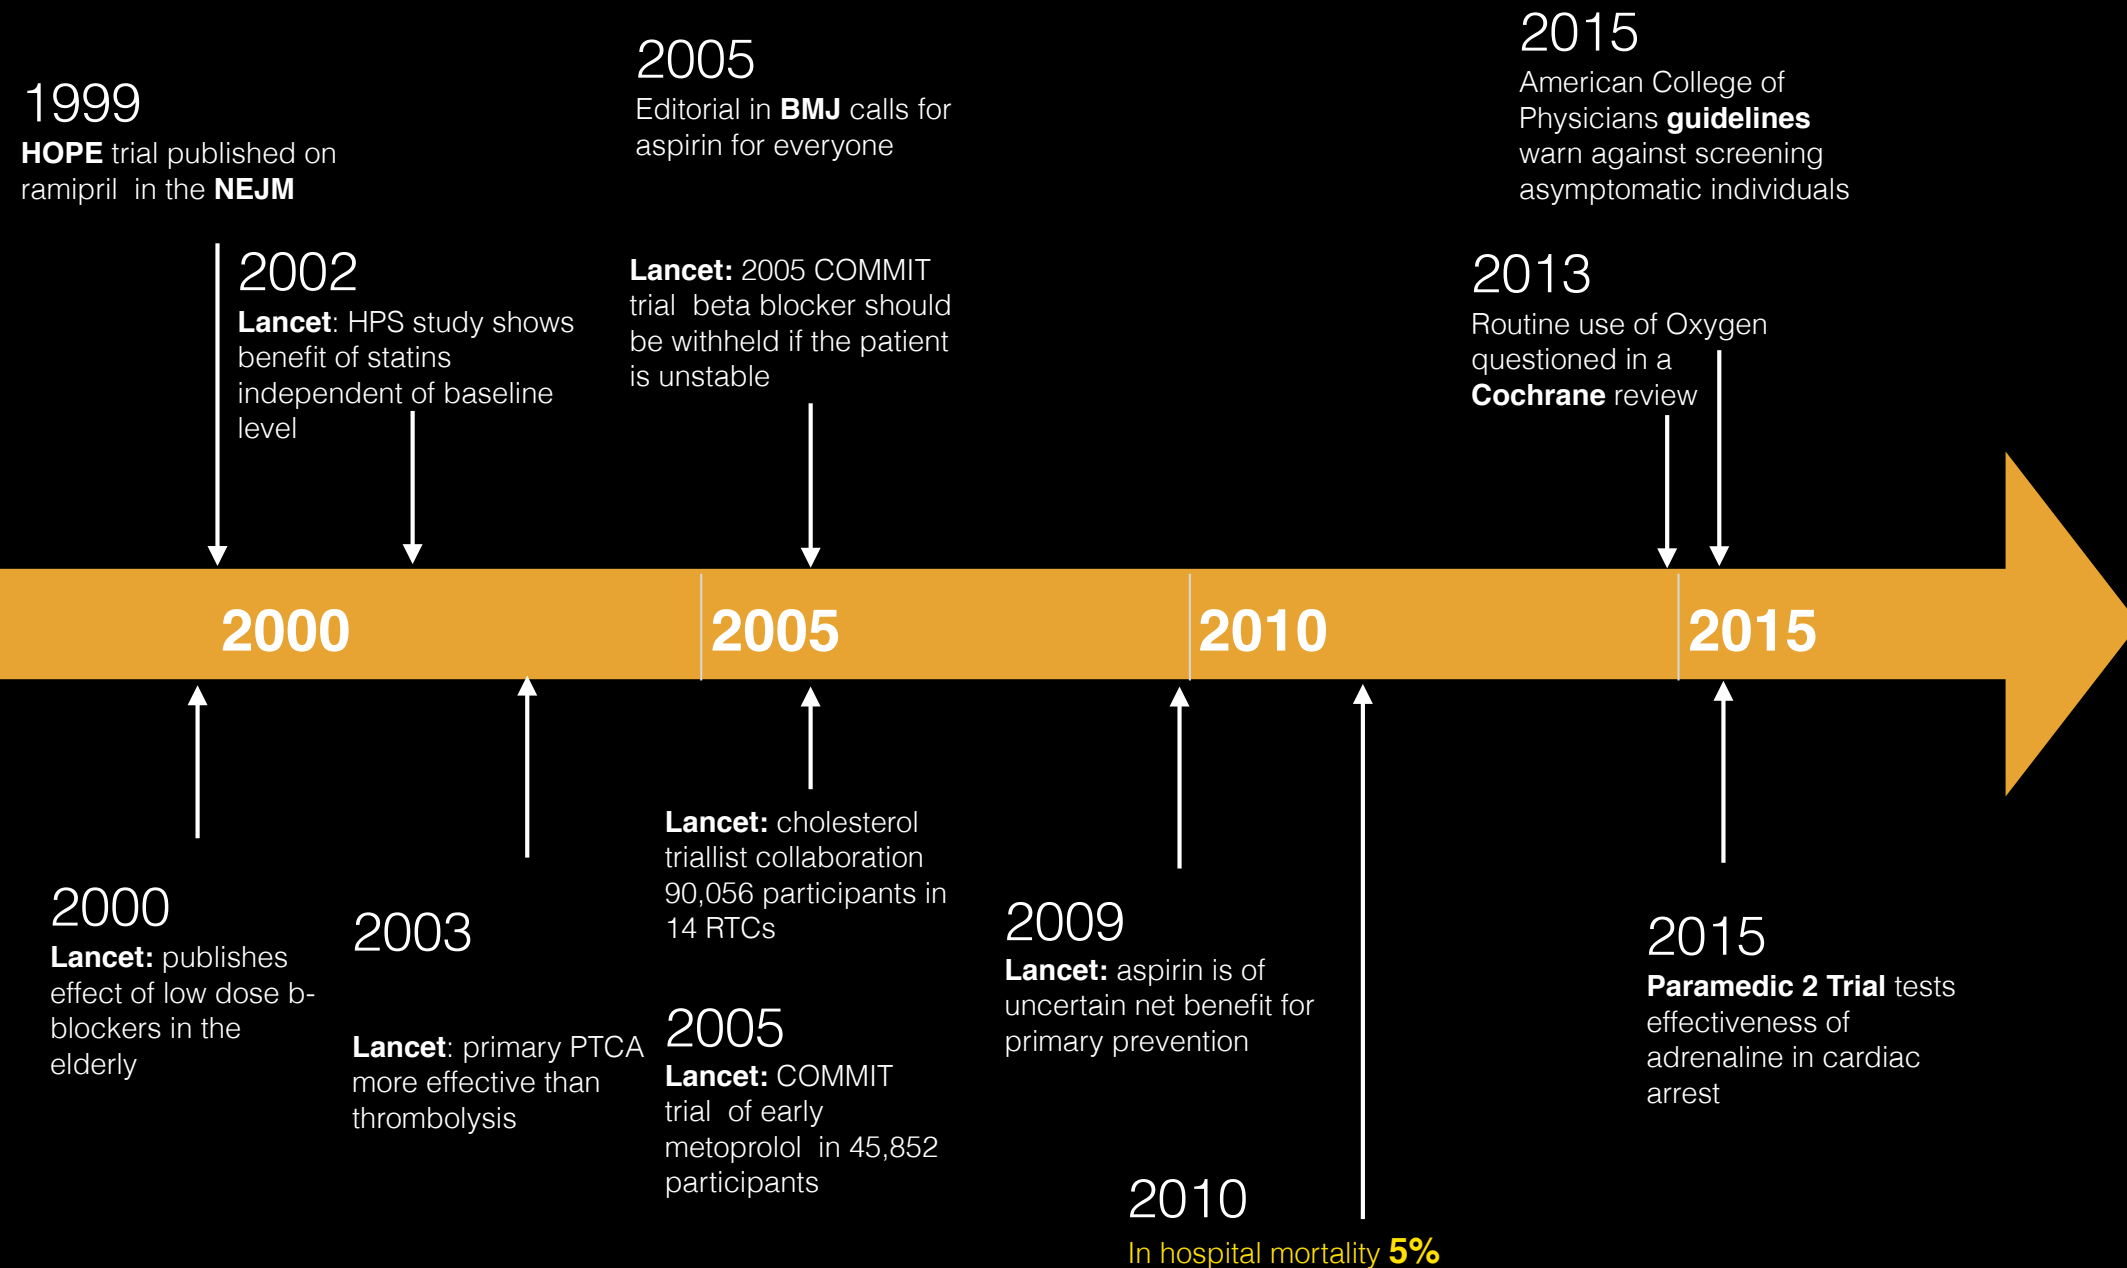 1999
HOPE trial published on
ramipril  in the NEJM
2002
Lancet: HPS study shows
benefit of statins
independent of baseline
level
2005
Editorial in BMJ calls for
aspirin for everyone
Lancet: 2005 COMMIT
trial  beta blocker should
be withheld if the patient
is unstable
2015
American College of
Physicians guidelines
warn against screening
asymptomatic individuals
2013
Routine use of Oxygen
questioned in a
Cochrane review
2000
2005
2010
2015
2000
Lancet: publishes
effect of low dose b-
blockers in the
elderly
2003
Lancet: primary PTCA
more effective than
thrombolysis
Lancet: cholesterol
triallist collaboration
90,056 participants in
14 RTCs
2005
Lancet: COMMIT
trial  of early
metoprolol  in 45,852
participants
2009
Lancet: aspirin is of
uncertain net benefit for
primary prevention
2010
In hospital mortality 5%
2015
Paramedic 2 Trial tests
effectiveness of
adrenaline in cardiac
arrest